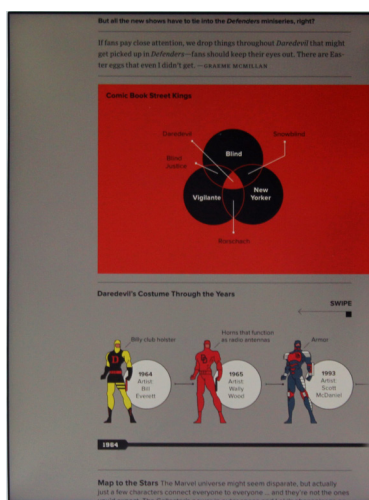 But all the new shows have to tie into the Defenders miniseries, right?
If fans pay close attention, we drop things throughout Daredevil that might
get picked up in Defenders—fans should keep their eyes out. There are Eas-
ter eggs that even I didn't get. —GRAEME MCMILLAN
Comic Book Street Kings
Daredevil
Snowblind
Blind
Blind
Justice
Vigilante
New
Yorker
Rorschach
Daredevil's Costume Through the Years
SWIPE
Billy club holster
Horns that function
as radio antennae
Armor
1964
Artist
Bill
Everett
1965
Artist
Wally
Wood
1993
Artist
Scott
McDaniel
1964
Map to the Stars The Marvel universe might seem disparate, but actually
just a few characters connect everyone to everyone ... and they're not the ones